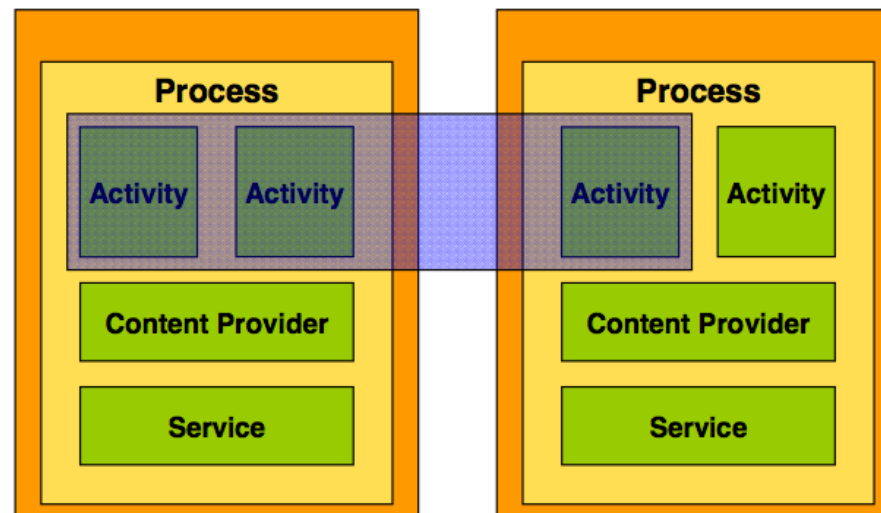 Process
Process
Activity
Activity
Activity
Activity
Content Provider
Content Provider
Service
Service